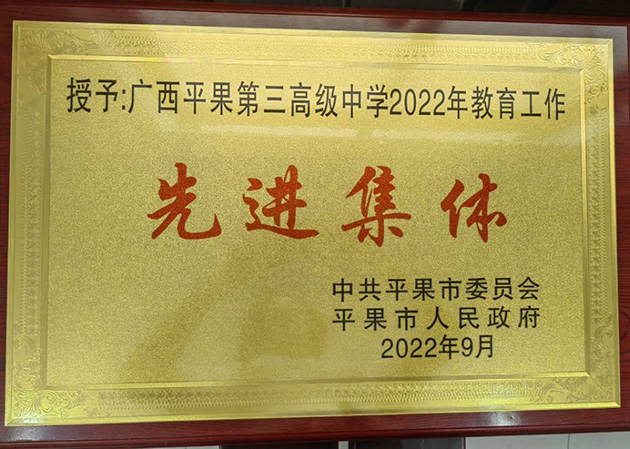 授予:广西平果第三高级中学2022年教育工作
先进集体
中共平果市委员会
平果市人民政府
2022年9月